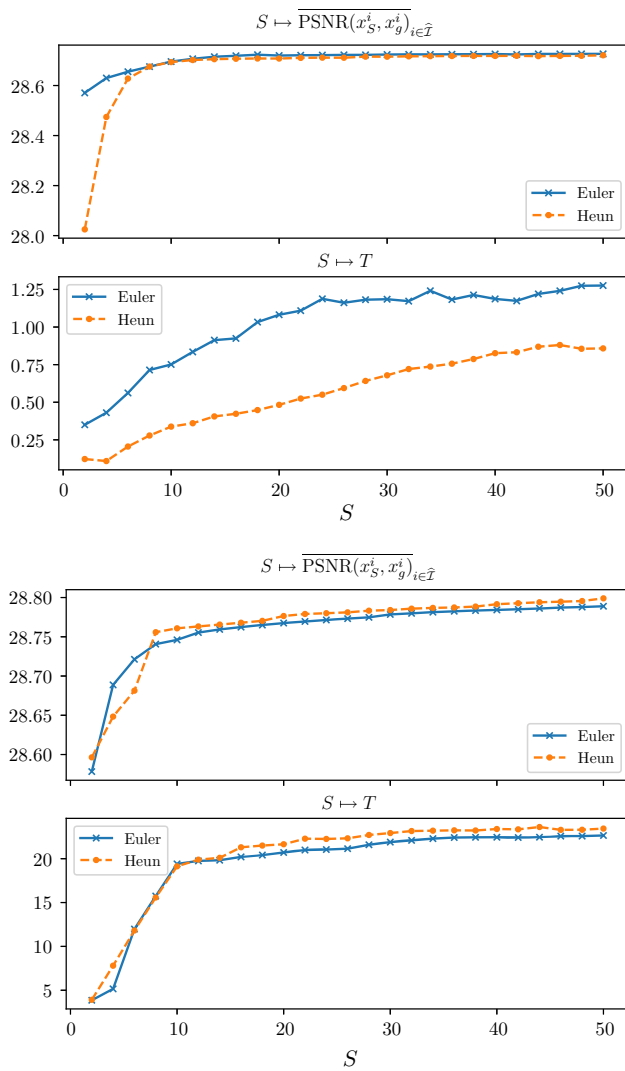 S ↦ PSNR(x_S^i, x_g^i)_{i∈Î}
28.6
28.4
28.2
28.0
Euler
Heun
S ↦ T
1.25
1.00
0.75
0.50
0.25
Euler
Heun
0 10 20 30 40 50
S
S ↦ PSNR(x_S^i, x_g^i)_{i∈Î}
28.80
28.75
28.70
28.65
28.60
Euler
Heun
S ↦ T
20
15
10
5
Euler
Heun
0 10 20 30 40 50
S